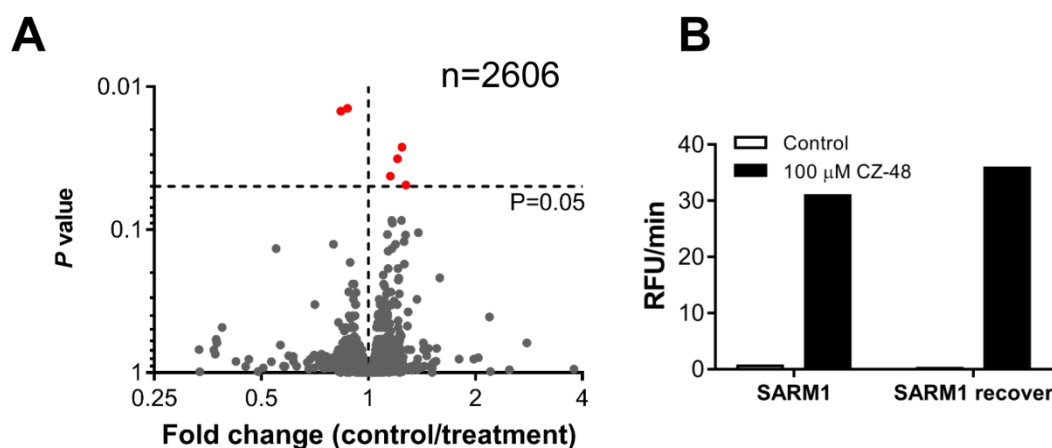 A
n=2606
0.01
0.1
1
P value
P=0.05
0.25
0.5
1
2
4
Fold change (control/treatment)
B
Control
100 μM CZ-48
40
30
20
10
0
RFU/min
SARM1
SARM1 recover